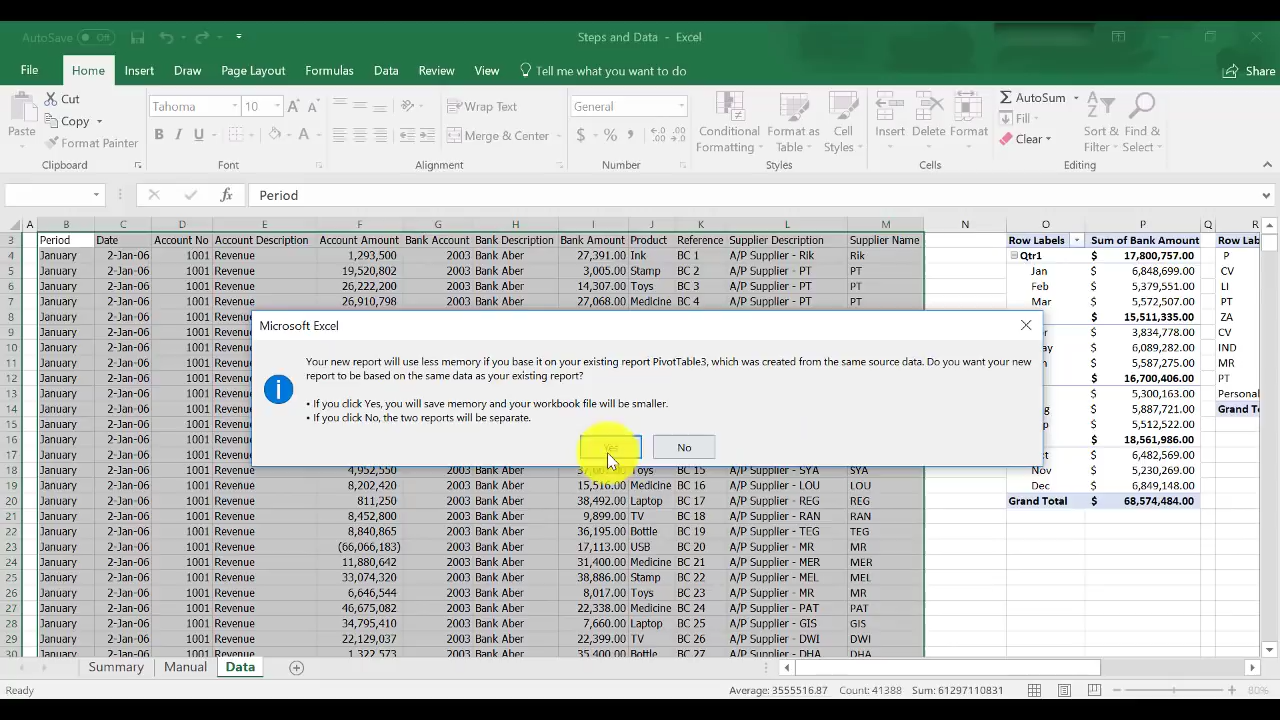 AutoSave Off
Steps and Data - Excel
File Home Insert Draw Page Layout Formulas Data Review View Tell me what you want to do Share
Paste Cut Copy Format Painter Clipboard
Tahoma 10 B I U Font
Wrap Text Merge & Center Alignment
General $ % Number
Conditional Formatting Format as Table Cell Styles Styles
Insert Delete Format Cells
AutoSum Fill Clear Sort & Filter Find & Select Editing
fx Period
A B C D E F G H I J K L M N O P Q R
3 Period Date Account No Account Description Account Amount Bank Account Bank Description Bank Amount Product Reference Supplier Description Supplier Name Row Labels Sum of Bank Amount Row Lab
4 January 2-Jan-06 1001 Revenue 1,293,500 2003 Bank Aber 27,391.00 Ink BC 1 A/P Supplier - Rik Rik Qtr1 $ 17,800,757.00 P
5 January 2-Jan-06 1001 Revenue 19,520,802 2003 Bank Aber 3,005.00 Stamp BC 2 A/P Supplier - PT PT Jan $ 6,848,699.00 CV
6 January 2-Jan-06 1001 Revenue 26,222,200 2003 Bank Aber 14,307.00 Toys BC 3 A/P Supplier - PT PT Feb $ 5,379,551.00 LI
7 January 2-Jan-06 1001 Revenue 26,910,798 2003 Bank Aber 27,068.00 Medicine BC 4 A/P Supplier - PT PT Mar $ 5,572,507.00 PT
8 January $ 15,511,335.00 ZA
9 January $ 3,834,778.00 CV
10 January $ 6,089,282.00 IND
11 January $ 5,587,275.00 MR
12 January $ 16,700,406.00 PT
13 January $ 5,300,163.00 Personal
14 January $ 5,887,721.00 Grand T
15 January $ 5,512,522.00
16 January $ 18,561,986.00
17 January $ 6,482,569.00
Microsoft Excel
Your new report will use less memory if you base it on your existing report PivotTable3, which was created from the same source data. Do you want your new
report to be based on the same data as your existing report?
• If you click Yes, you will save memory and your workbook file will be smaller.
• If you click No, the two reports will be separate.
Yes No
18 January 2-Jan-06 1001 Revenue 4,952,550 2003 Bank Aber Toys BC 15 A/P Supplier - SYA SYA Nov $ 5,230,269.00
19 January 2-Jan-06 1001 Revenue 8,202,420 2003 Bank Aber 15,516.00 Medicine BC 16 A/P Supplier - LOU LOU Dec $ 6,849,148.00
20 January 2-Jan-06 1001 Revenue 811,250 2003 Bank Aber 38,492.00 Laptop BC 17 A/P Supplier - REG REG Grand Total $ 68,574,484.00
21 January 2-Jan-06 1001 Revenue 8,452,800 2003 Bank Aber 9,899.00 TV BC 18 A/P Supplier - RAN RAN
22 January 2-Jan-06 1001 Revenue 8,840,865 2003 Bank Aber 36,195.00 Bottle BC 19 A/P Supplier - TEG TEG
23 January 2-Jan-06 1001 Revenue (66,066,183) 2003 Bank Aber 17,113.00 USB BC 20 A/P Supplier - MR MR
24 January 2-Jan-06 1001 Revenue 11,880,642 2003 Bank Aber 31,400.00 Medicine BC 21 A/P Supplier - MER MER
25 January 2-Jan-06 1001 Revenue 33,074,320 2003 Bank Aber 38,886.00 Stamp BC 22 A/P Supplier - MEL MEL
26 January 2-Jan-06 1001 Revenue 6,646,544 2003 Bank Aber 8,017.00 Toys BC 23 A/P Supplier - MR MR
27 January 2-Jan-06 1001 Revenue 46,675,082 2003 Bank Aber 22,338.00 Medicine BC 24 A/P Supplier - PAT PAT
28 January 2-Jan-06 1001 Revenue 34,795,410 2003 Bank Aber 7,660.00 Laptop BC 25 A/P Supplier - GIS GIS
29 January 2-Jan-06 1001 Revenue 22,129,037 2003 Bank Aber 22,399.00 TV BC 26 A/P Supplier - DWI DWI
30 January 2-Jan-06 1001 Revenue 1,322,573 2003 Bank Aber 35,400.00 Bottle BC 27 A/P Supplier - DHA DHA
Summary Manual Data
Ready Average: 3555516.87 Count: 41388 Sum: 61297110831 80%